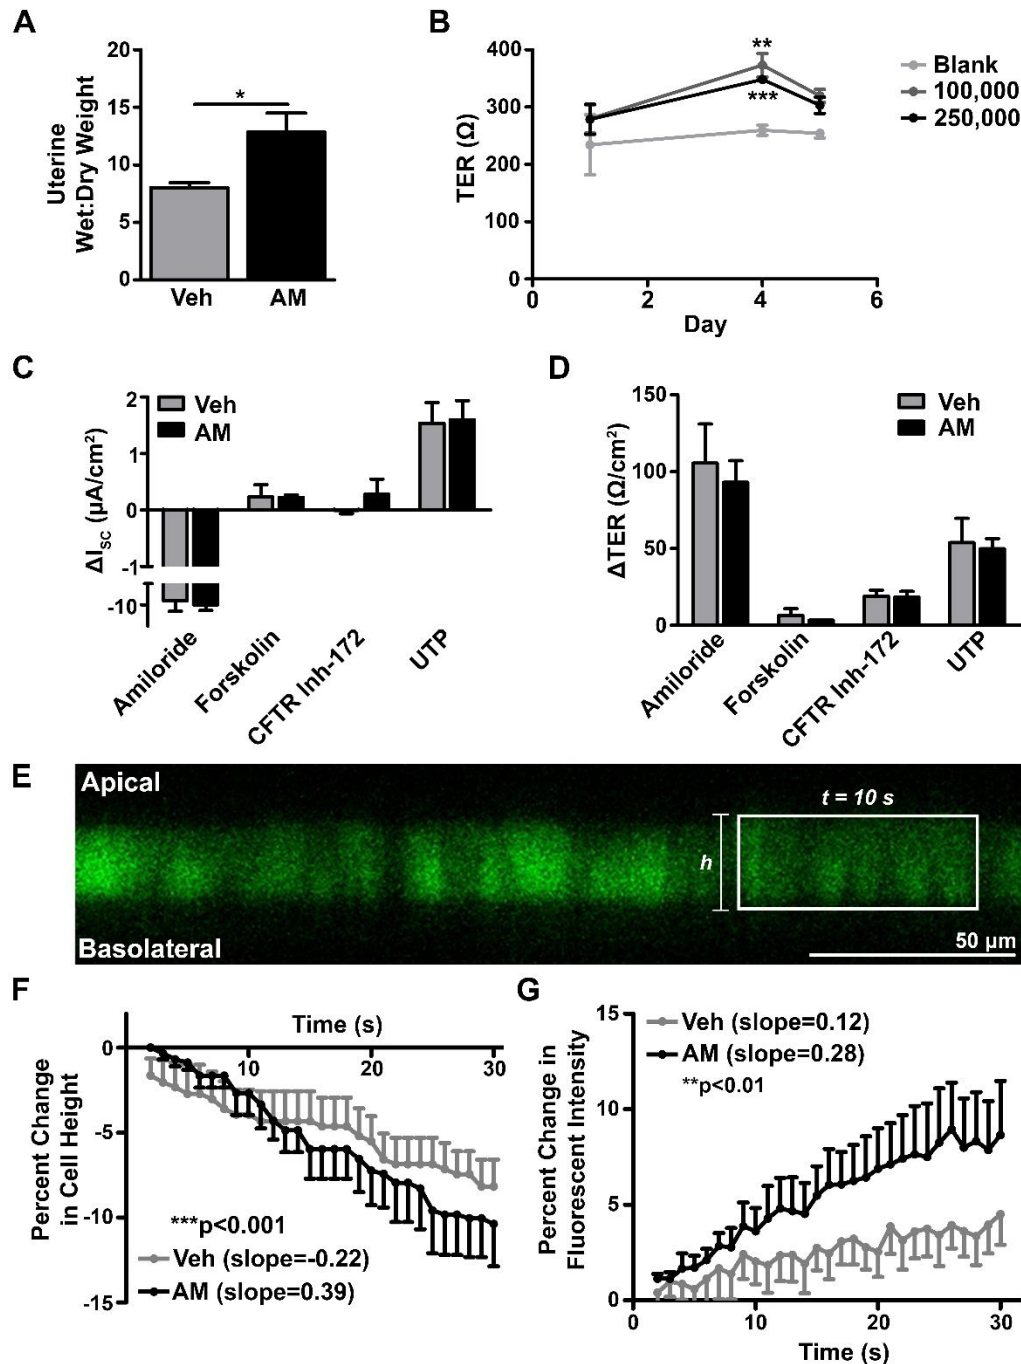 A
20
15
10
5
0
Uterine
Wet:Dry Weight
*
Veh
AM
B
400
300
200
100
0
TER (Ω)
**
***
0
2
4
6
Day
Blank
100,000
250,000
C
2
1
0
-1
-10
ΔI_SC (µA/cm²)
Veh
AM
Amiloride
Forskolin
CFTR Inh-172
UTP
D
150
100
50
0
ΔTER (Ω/cm²)
Veh
AM
Amiloride
Forskolin
CFTR Inh-172
UTP
E
Apical
t = 10 s
h
Basolateral
50 µm
F
Time (s)
0
10
20
30
-5
-10
-15
Percent Change
in Cell Height
***p<0.001
Veh (slope=-0.22)
AM (slope=0.39)
G
15
10
5
0
Percent Change in
Fluorescent Intensity
Veh (slope=0.12)
AM (slope=0.28)
**p<0.01
10
20
30
Time (s)